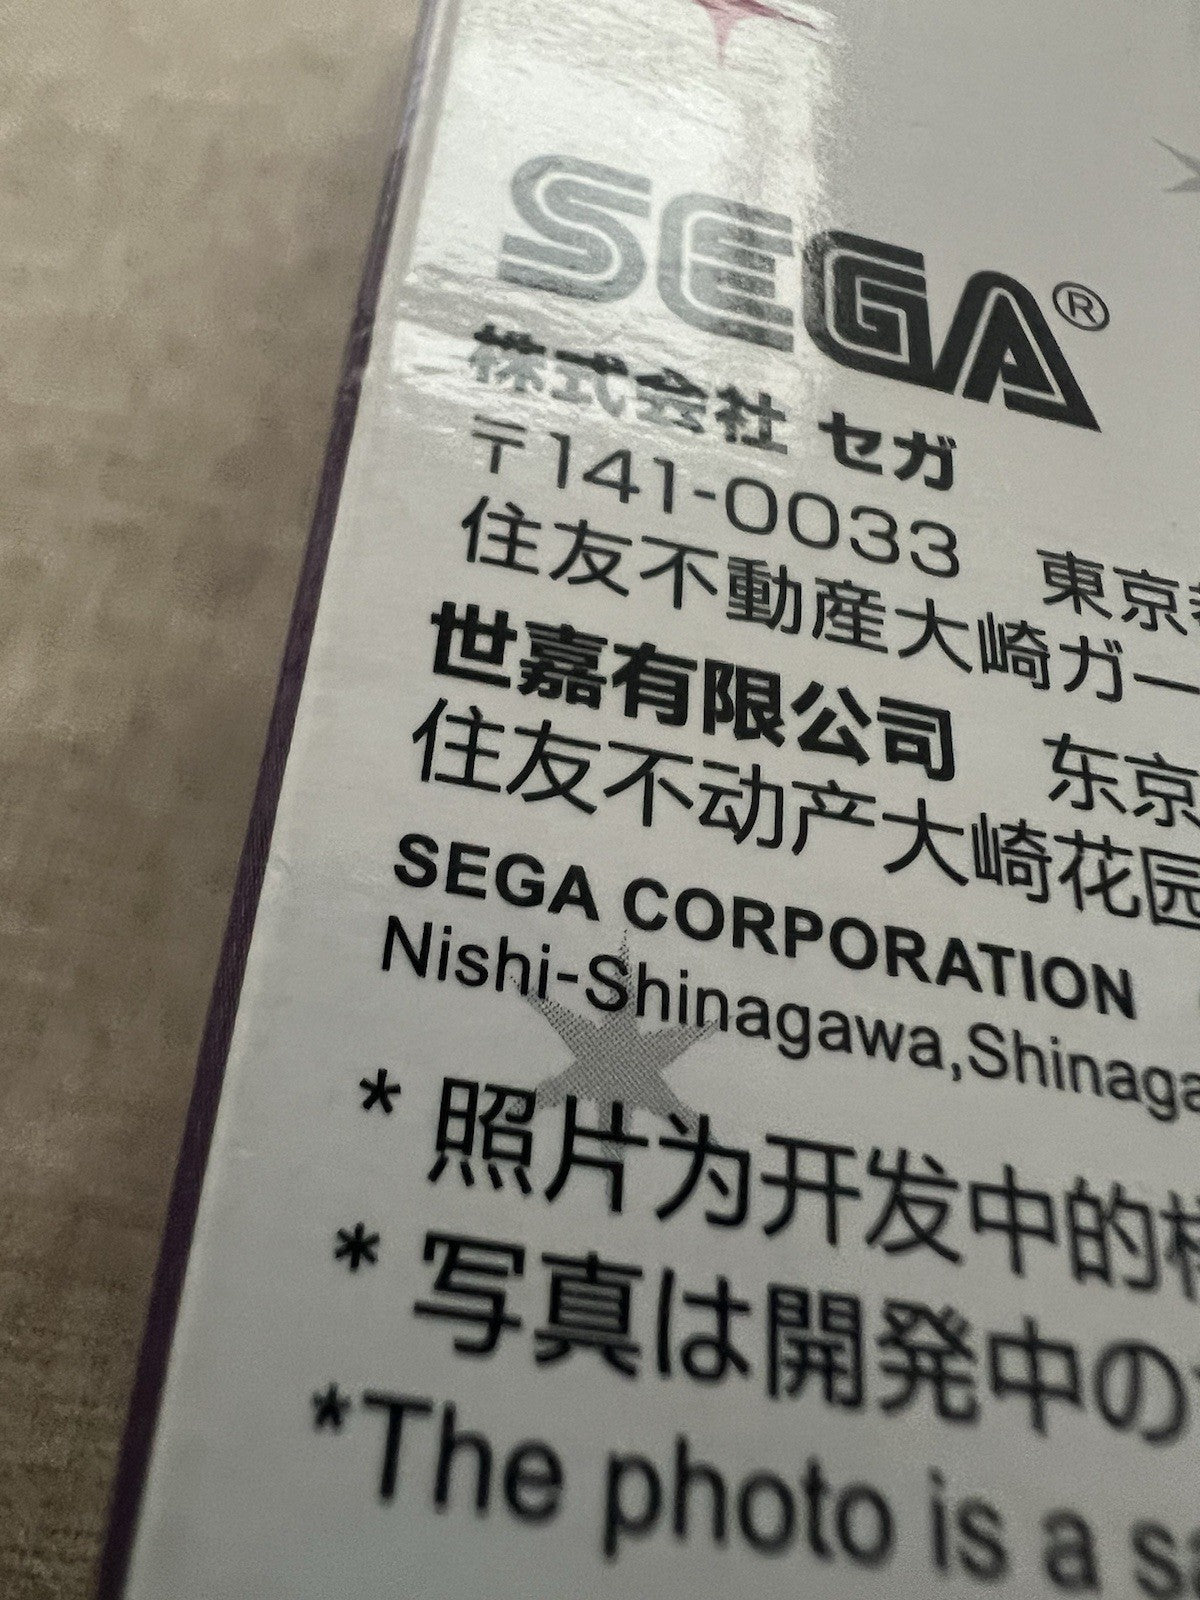 SEGA®
株式会社 セガ
〒141-0033 東京
住友不動産大崎ガー
世嘉有限公司 东京
住友不动产大崎花园
SEGA CORPORATION
Nishi-Shinagawa,Shinaga
* 照片为开发中的
* 写真は開発中の
*The photo is a